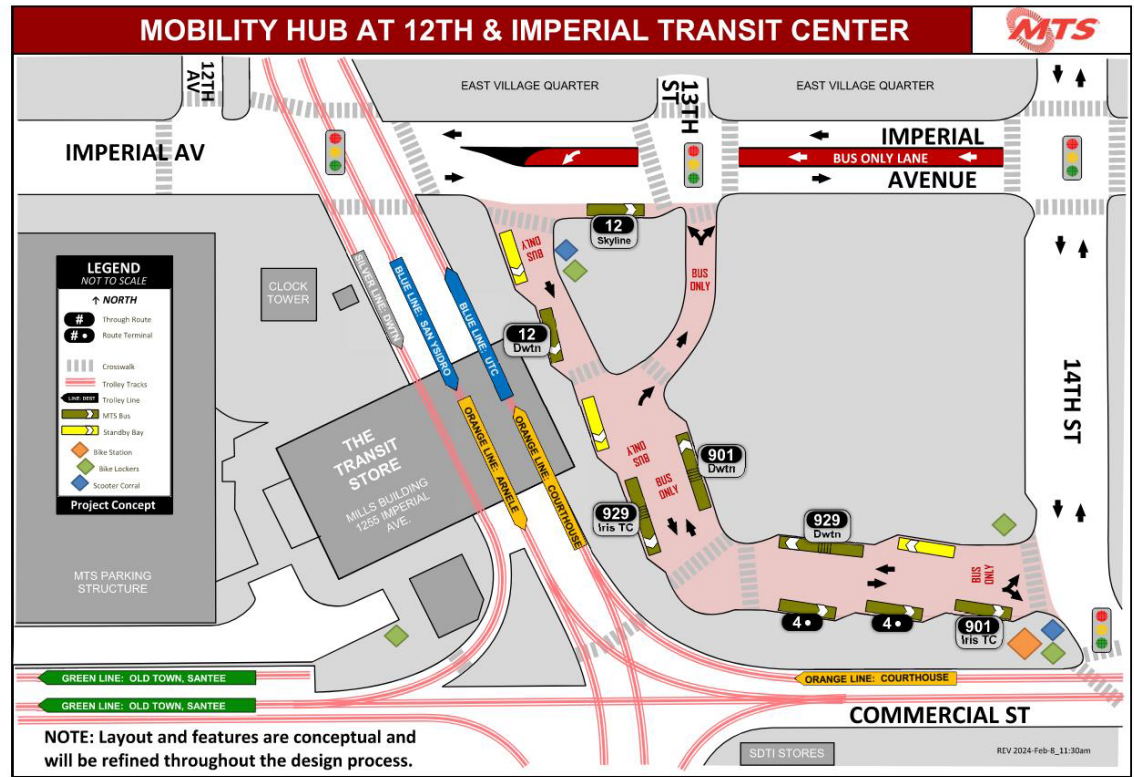 MOBILITY HUB AT 12TH & IMPERIAL TRANSIT CENTER
MTS
12TH
AV
EAST VILLAGE QUARTER
13TH
ST
EAST VILLAGE QUARTER
IMPERIAL AV
IMPERIAL
BUS ONLY LANE
AVENUE
12
Skyline
BUS
ONLY
BUS
ONLY
LEGEND
NOT TO SCALE
↑ NORTH
# Through Route
# • Route Terminal
Crosswalk
Trolley Tracks
LINE: DEST Trolley Line
MTS Bus
Standby Bay
Bike Station
Bike Lockers
Scooter Corral
Project Concept
CLOCK
TOWER
SILVER LINE: DWTN
BLUE LINE: SAN YSIDRO
BLUE LINE: UTC
12
Dwtn
14TH ST
ORANGE LINE: ARNELE
ORANGE LINE: COURTHOUSE
THE
TRANSIT
STORE
MILLS BUILDING
1255 IMPERIAL
AVE.
BUS
ONLY
BUS
ONLY
901
Dwtn
929
Iris TC
929
Dwtn
BUS
ONLY
4 •
4 •
901
Iris TC
MTS PARKING
STRUCTURE
GREEN LINE: OLD TOWN, SANTEE
ORANGE LINE: COURTHOUSE
GREEN LINE: OLD TOWN, SANTEE
COMMERCIAL ST
NOTE: Layout and features are conceptual and
will be refined throughout the design process.
SDTI STORES
REV 2024-Feb-8_11:30am